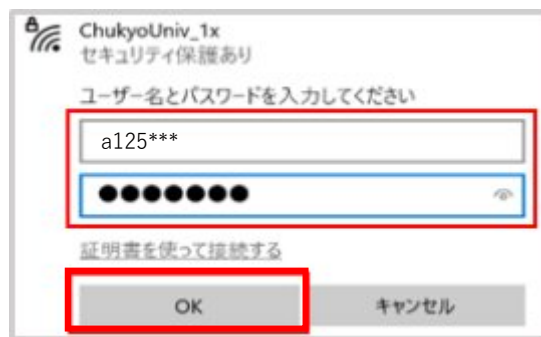 ChukyoUniv_1x
セキュリティ保護あり
ユーザー名とパスワードを入力してください
a125***
●●●●●●●
証明書を使って接続する
OK
キャンセル